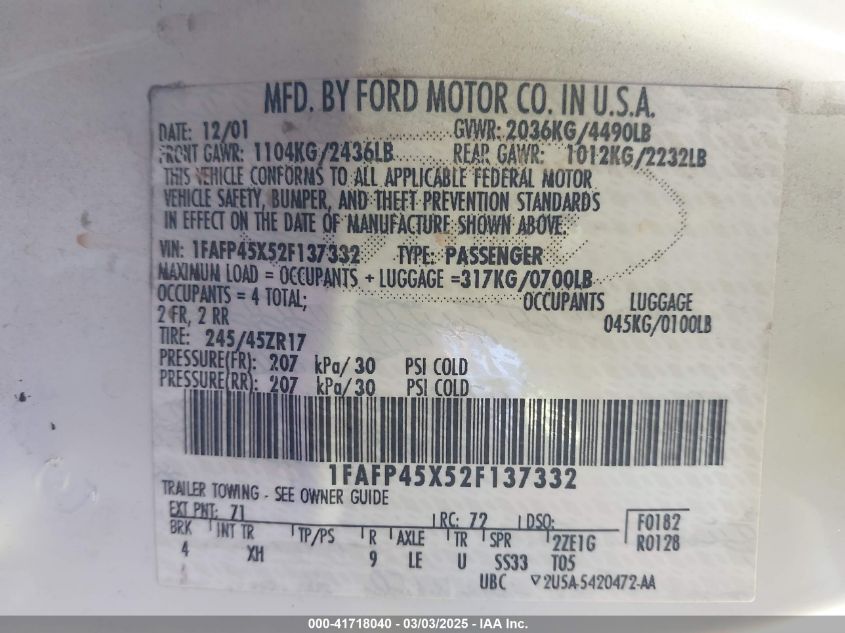 MFD. BY FORD MOTOR CO. IN U.S.A.
DATE: 12/01 GVWR: 2036KG/4490LB
FRONT GAWR: 1104KG/2436LB REAR GAWR: 1012KG/2232LB
THIS VEHICLE CONFORMS TO ALL APPLICABLE FEDERAL MOTOR
VEHICLE SAFETY, BUMPER, AND THEFT PREVENTION STANDARDS
IN EFFECT ON THE DATE OF MANUFACTURE SHOWN ABOVE.
VIN: 1FAFP45X52F137332 TYPE: PASSENGER
MAXIMUM LOAD = OCCUPANTS + LUGGAGE =317KG/0700LB
OCCUPANTS = 4 TOTAL; OCCUPANTS LUGGAGE
2 FR, 2 RR 045KG/0100LB
TIRE: 245/45ZR17
PRESSURE(FR): 207 kPa/ 30 PSI COLD
PRESSURE(RR): 207 kPa/ 30 PSI COLD
1FAFP45X52F137332
TRAILER TOWING - SEE OWNER GUIDE
EXT PNT: 71 RC: 72 DSO: F0182
BRK INT TR TP/PS R AXLE TR SPR 2ZE1G R0128
4 XH 9 LE U SS33 T05
UBC ▽2U5A-5420472-AA
000-41718040 - 03/03/2025 - IAA Inc.